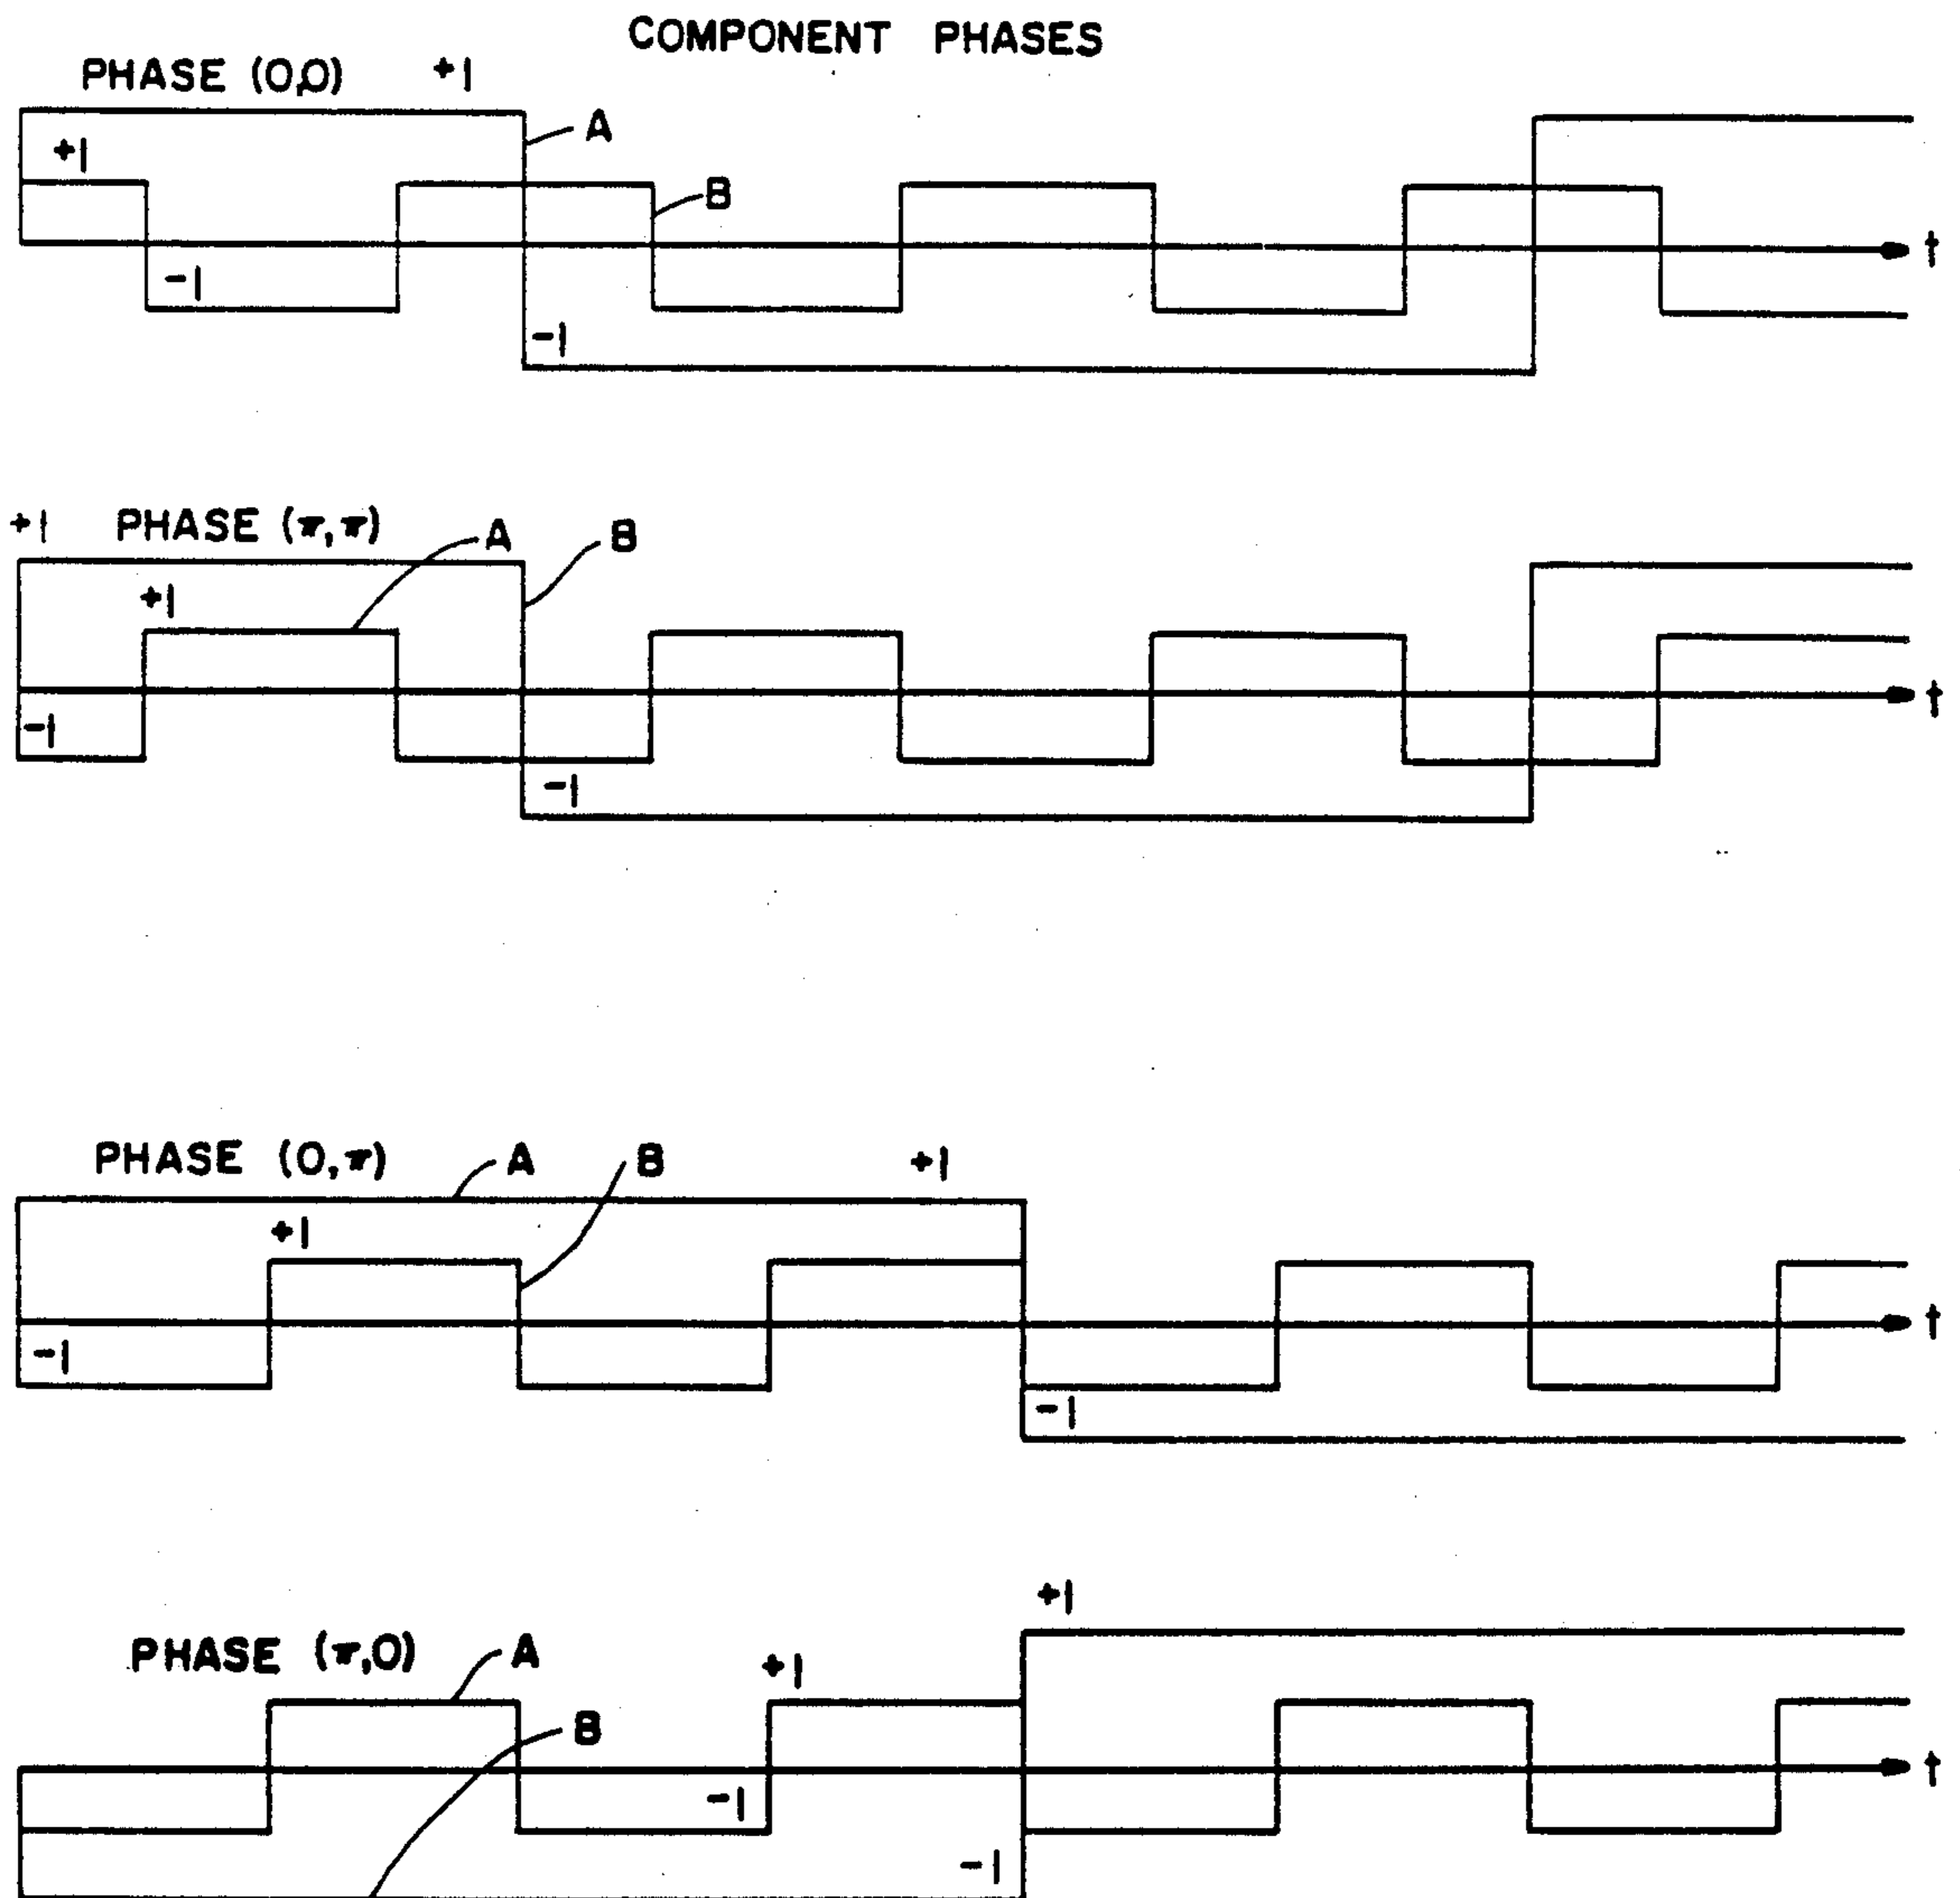 COMPONENT PHASES
PHASE (0,0) +1
A
+1
B
-1
t
-1
+1 PHASE (π,π) A B
+1
-1
t
-1
PHASE (0,π) A B +1
+1
t
-1
-1
+1
PHASE (π,0) A
+1
B
t
-1
-1